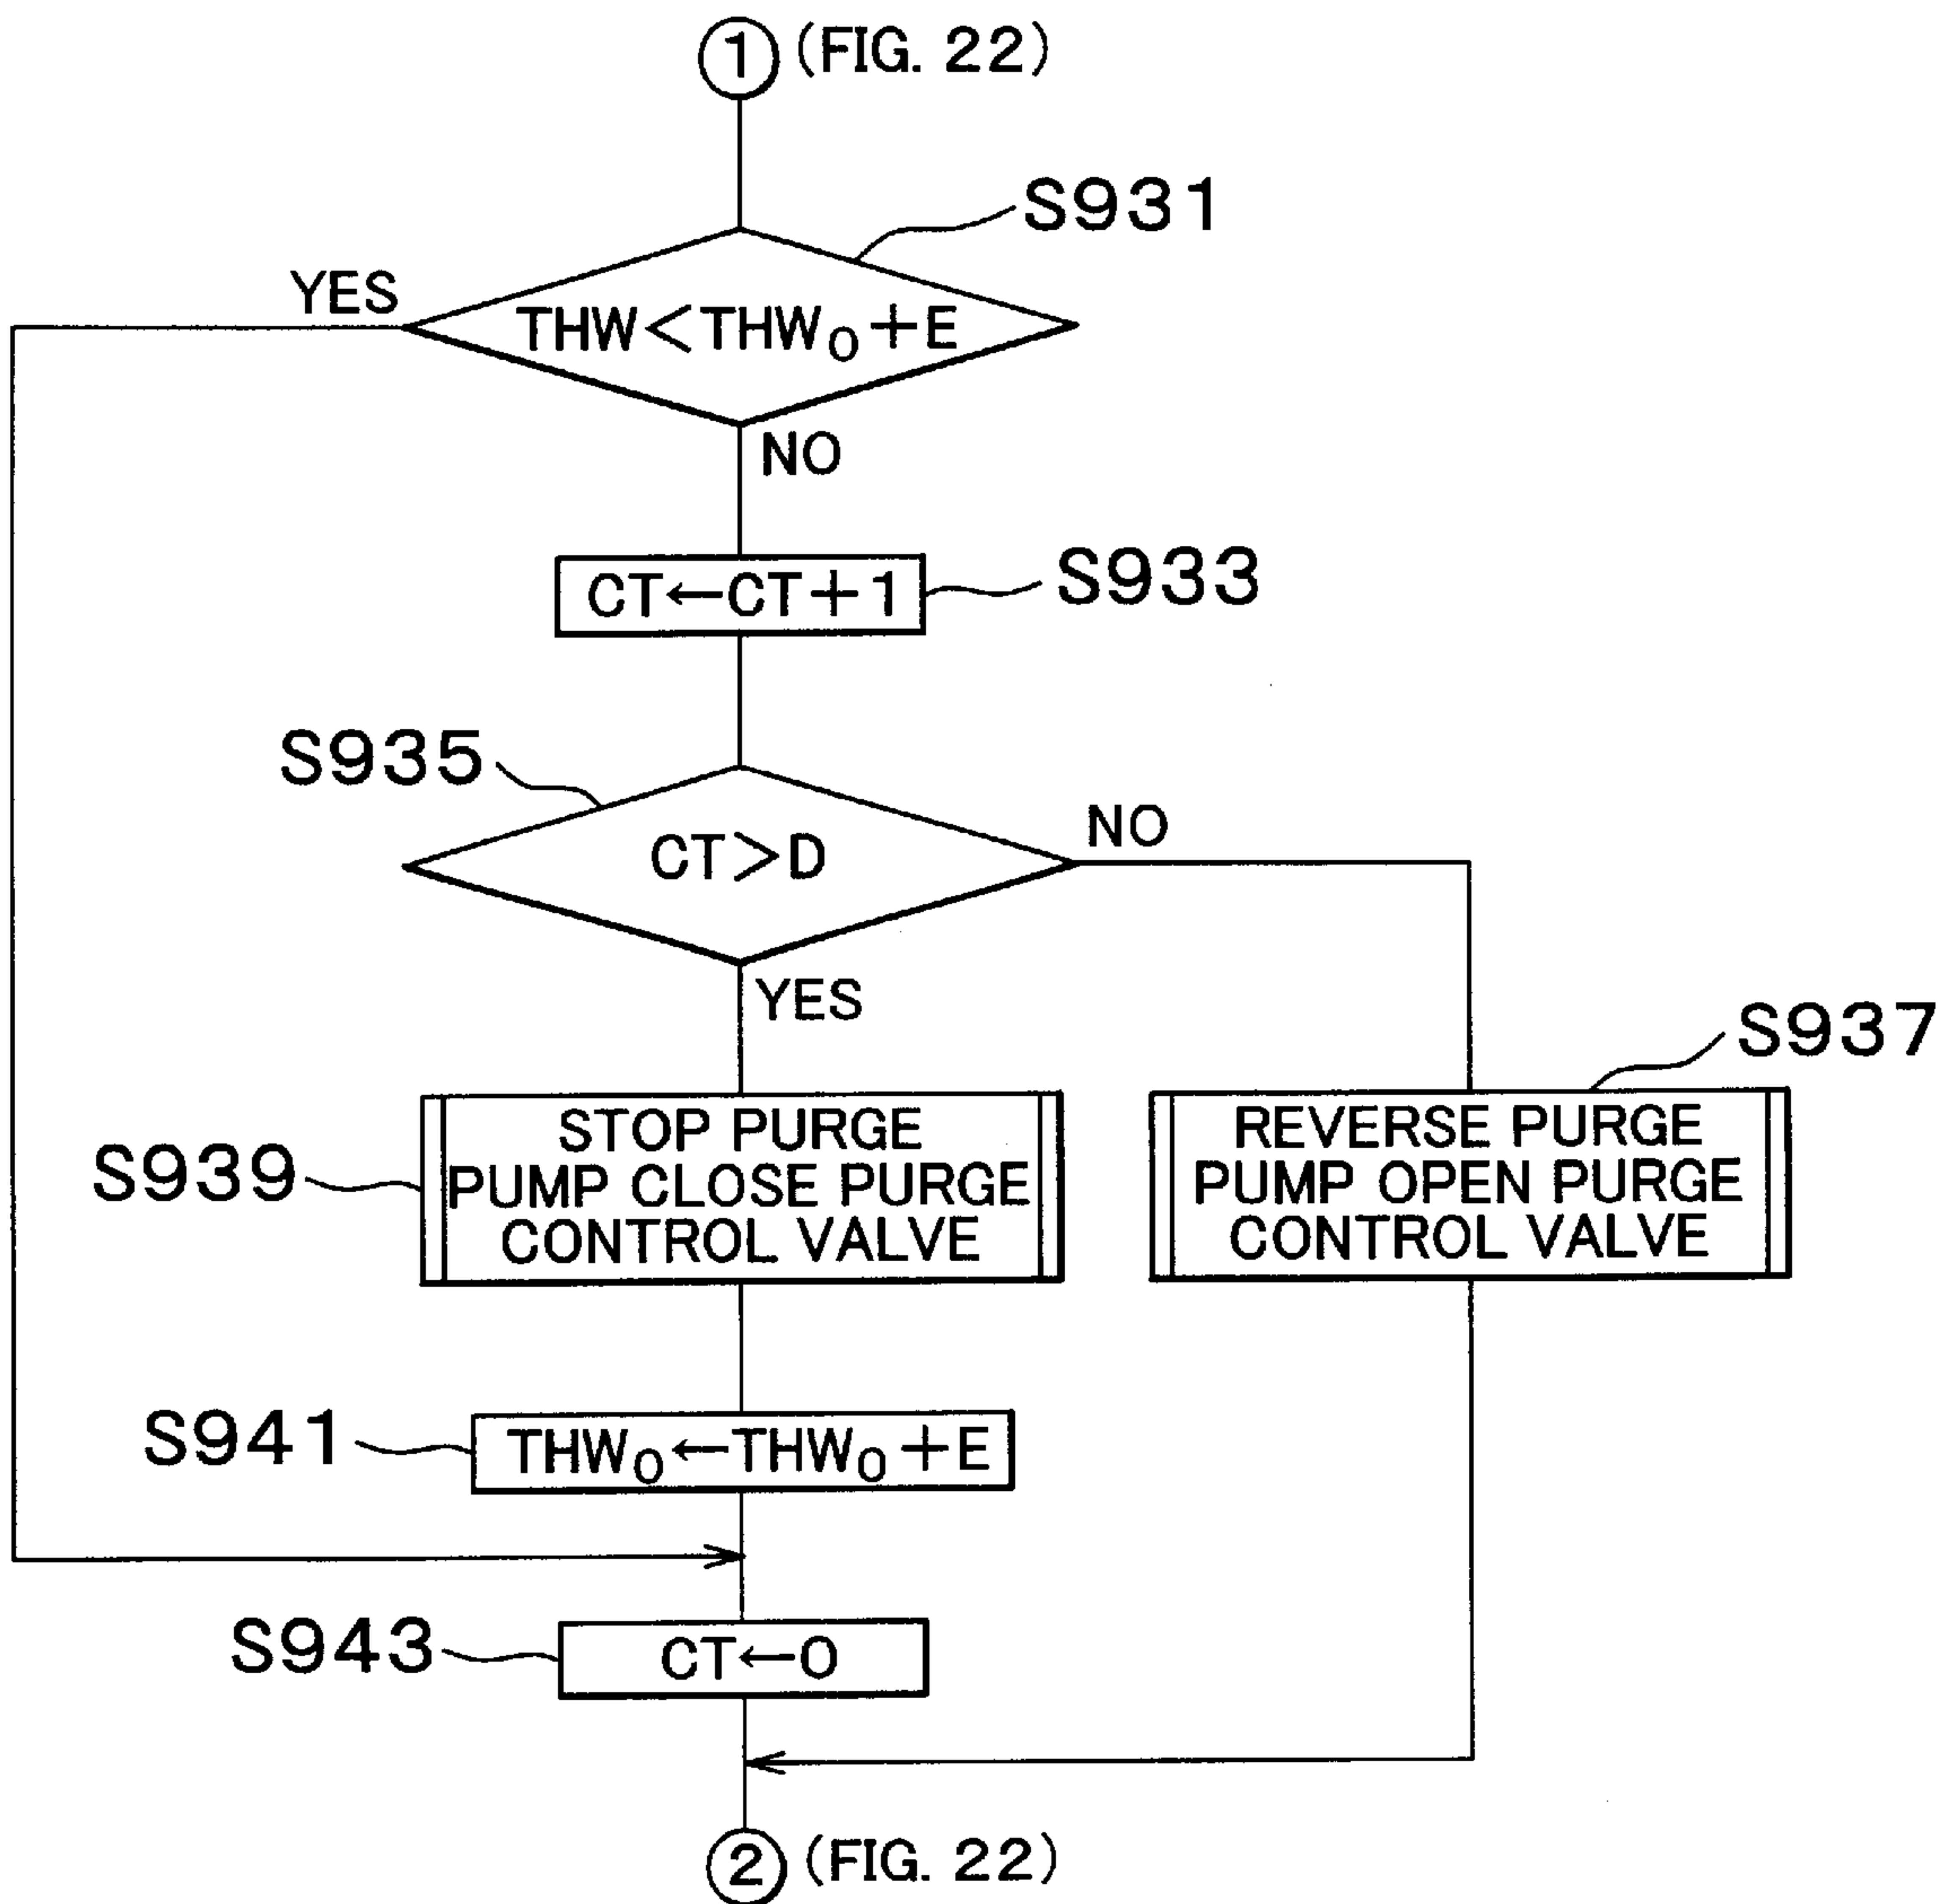 ① (FIG. 22)
S931
YES
THW<THW₀+E
NO
CT←CT+1
S933
S935
CT>D
NO
YES
S937
S939
STOP PURGE
PUMP CLOSE PURGE
CONTROL VALVE
REVERSE PURGE
PUMP OPEN PURGE
CONTROL VALVE
S941
THW₀←THW₀+E
S943
CT←0
② (FIG. 22)